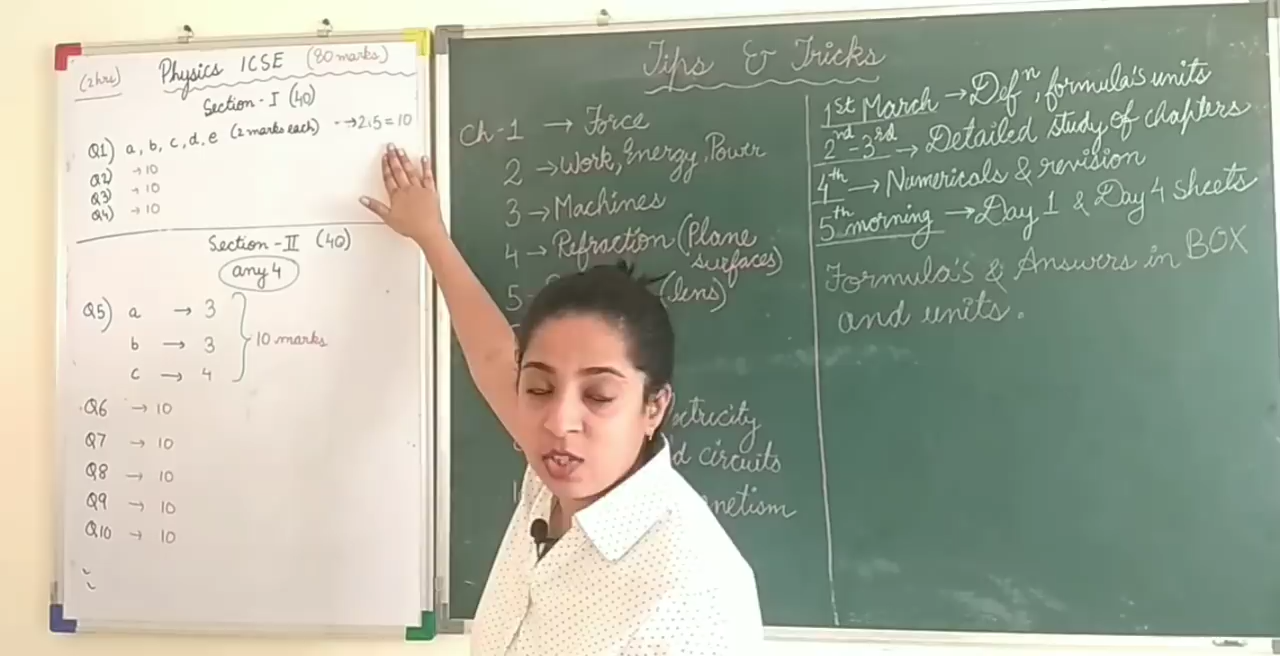 (2hrs) Physics ICSE (80 marks)
Section - I (40)
Q1) a, b, c, d, e (2 marks each) → 2.5 = 10
Q2) → 10
Q3) → 10
Q4) → 10
Section - II (40)
any 4
Q5) a → 3
b → 3
c → 4
10 marks
Q6 → 10
Q7 → 10
Q8 → 10
Q9 → 10
Q10 → 10
Tips & Tricks
Ch-1 → Force
2 → Work, Energy, Power
3 → Machines
4 → Refraction (Plane
surfaces)
5 (lens)
d circuits
1st March → Defn, formula's units
2nd-3rd → Detailed study of chapters
4th → Numericals & revision
5th morning → Day 1 & Day 4 sheets
Formula's & Answers in BOX
and units.